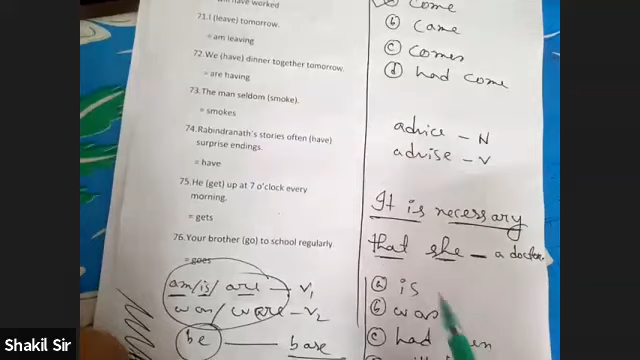 will have worked
71.I (leave) tomorrow.
= am leaving
72.We (have) dinner together tomorrow.
= are having
73.The man seldom (smoke).
= smokes
74.Rabindranath's stories often (have)
surprise endings.
= have
75.He (get) up at 7 o'clock every
morning.
= gets
76.Your brother (go) to school regularly.
= goes
am/is/are — V1
was/were — V2
be — base
a come
b came
c comes
d had come
advice - N
advise - V
It is necessary
that she — a doctor
a is
b was
c had
Shakil Sir